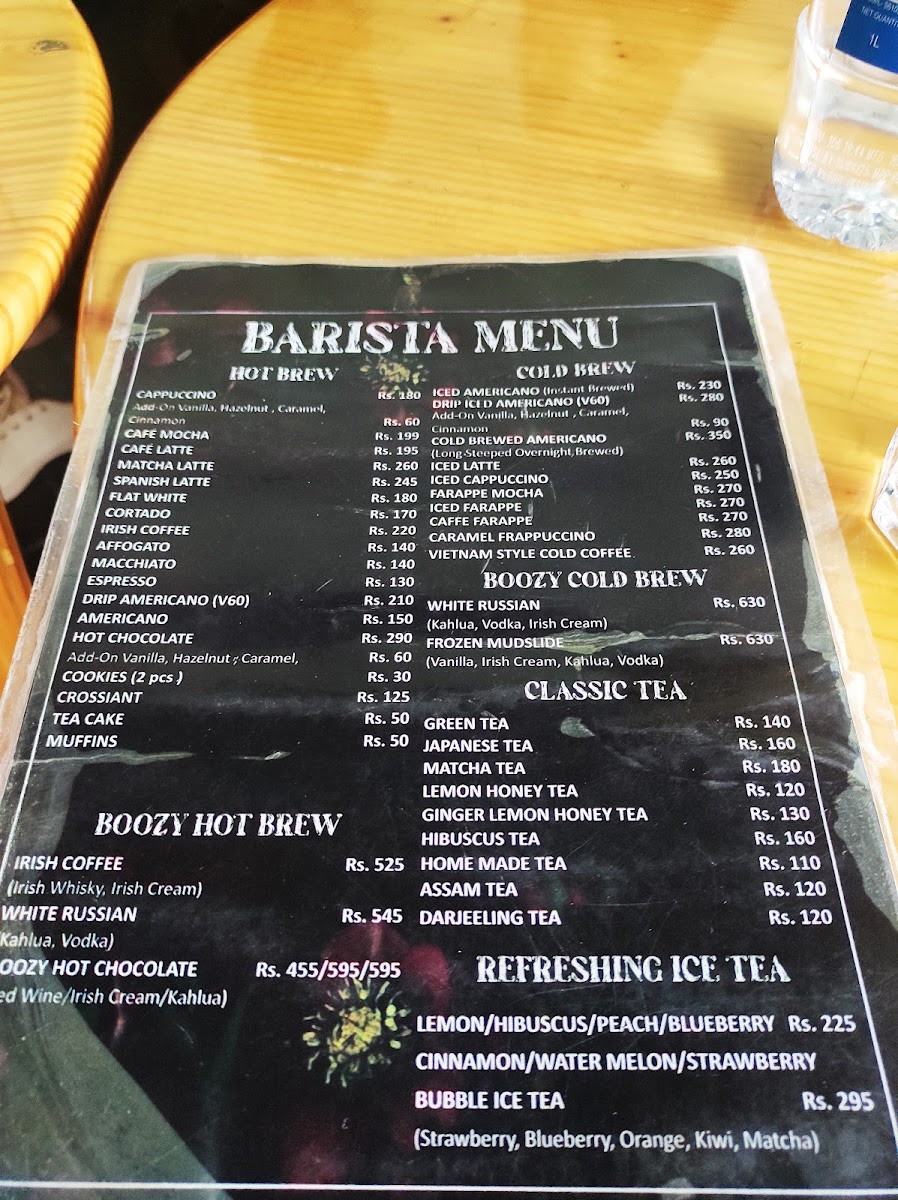 1L
BARISTA MENU
HOT BREW
CAPPUCCINO Rs. 180
Add-On Vanilla, Hazelnut , Caramel,
Cinnamon Rs. 60
CAFÉ MOCHA Rs. 199
CAFÉ LATTE Rs. 195
MATCHA LATTE Rs. 260
SPANISH LATTE Rs. 245
FLAT WHITE Rs. 180
CORTADO Rs. 170
IRISH COFFEE Rs. 220
AFFOGATO Rs. 140
MACCHIATO Rs. 140
ESPRESSO Rs. 130
DRIP AMERICANO (V60) Rs. 210
AMERICANO Rs. 150
HOT CHOCOLATE Rs. 290
Add-On Vanilla, Hazelnut , Caramel, Rs. 60
COOKIES (2 pcs ) Rs. 30
CROSSIANT Rs. 125
TEA CAKE Rs. 50
MUFFINS Rs. 50
BOOZY HOT BREW
IRISH COFFEE Rs. 525
(Irish Whisky, Irish Cream)
WHITE RUSSIAN Rs. 545
Kahlua, Vodka)
OOZY HOT CHOCOLATE Rs. 455/595/595
ed Wine/Irish Cream/Kahlua)
COLD BREW
ICED AMERICANO (Instant Brewed) Rs. 230
DRIP ICED AMERICANO (V60) Rs. 280
Add-On Vanilla, Hazelnut , Caramel,
Cinnamon Rs. 90
COLD BREWED AMERICANO Rs. 350
(Long Steeped Overnight Brewed)
ICED LATTE Rs. 260
ICED CAPPUCCINO Rs. 250
FARAPPE MOCHA Rs. 270
ICED FARAPPE Rs. 270
CAFFE FARAPPE Rs. 270
CARAMEL FRAPPUCCINO Rs. 280
VIETNAM STYLE COLD COFFEE Rs. 260
BOOZY COLD BREW
WHITE RUSSIAN Rs. 630
(Kahlua, Vodka, Irish Cream)
FROZEN MUDSLIDE Rs. 630
(Vanilla, Irish Cream, Kahlua, Vodka)
CLASSIC TEA
GREEN TEA Rs. 140
JAPANESE TEA Rs. 160
MATCHA TEA Rs. 180
LEMON HONEY TEA Rs. 120
GINGER LEMON HONEY TEA Rs. 130
HIBUSCUS TEA Rs. 160
HOME MADE TEA Rs. 110
ASSAM TEA Rs. 120
DARJEELING TEA Rs. 120
REFRESHING ICE TEA
LEMON/HIBUSCUS/PEACH/BLUEBERRY Rs. 225
CINNAMON/WATER MELON/STRAWBERRY
BUBBLE ICE TEA Rs. 295
(Strawberry, Blueberry, Orange, Kiwi, Matcha)